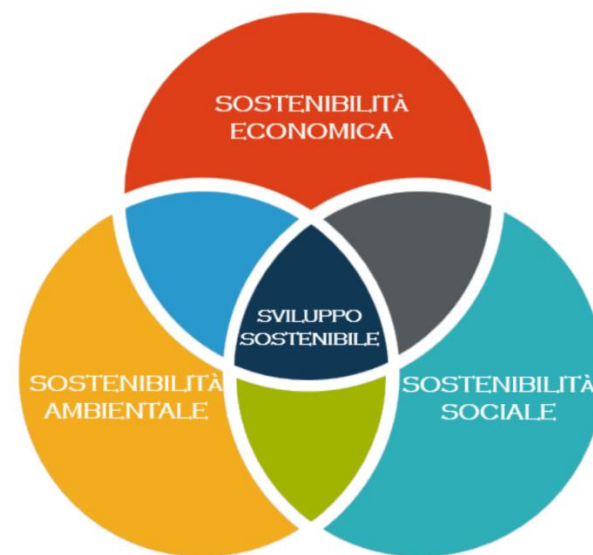 SOSTENIBILITÀ
ECONOMICA
SVILUPPO
SOSTENIBILE
SOSTENIBILITÀ
AMBIENTALE
SOSTENIBILITÀ
SOCIALE